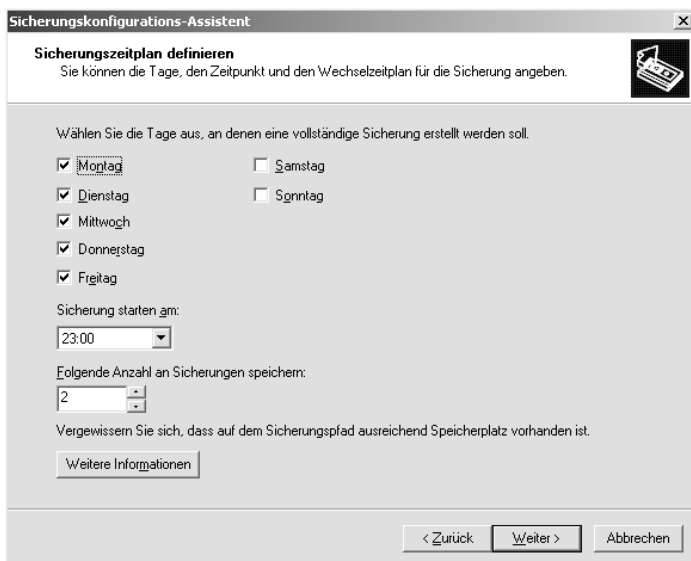 Sicherungskonfigurations-Assistent
Sicherungszeitplan definieren
Sie können die Tage, den Zeitpunkt und den Wechselzeitplan für die Sicherung angeben.
Wählen Sie die Tage aus, an denen eine vollständige Sicherung erstellt werden soll.
Montag Samstag
Dienstag Sonntag
Mittwoch
Donnerstag
Freitag
Sicherung starten am:
23:00
Folgende Anzahl an Sicherungen speichern:
2
Vergewissern Sie sich, dass auf dem Sicherungspfad ausreichend Speicherplatz vorhanden ist.
Weitere Informationen
< Zurück Weiter > Abbrechen